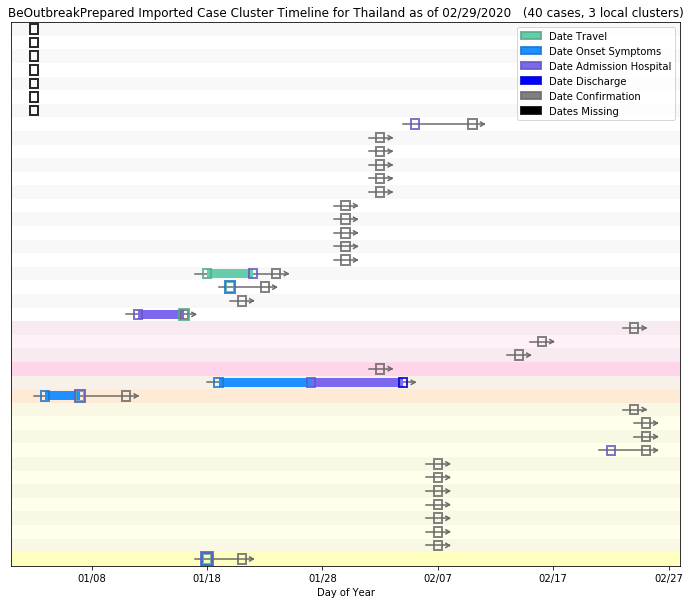 BeOutbreakPrepared Imported Case Cluster Timeline for Thailand as of 02/29/2020 (40 cases, 3 local clusters)
Date Travel
Date Onset Symptoms
Date Admission Hospital
Date Discharge
Date Confirmation
Dates Missing
01/08 01/18 01/28 02/07 02/17 02/27
Day of Year